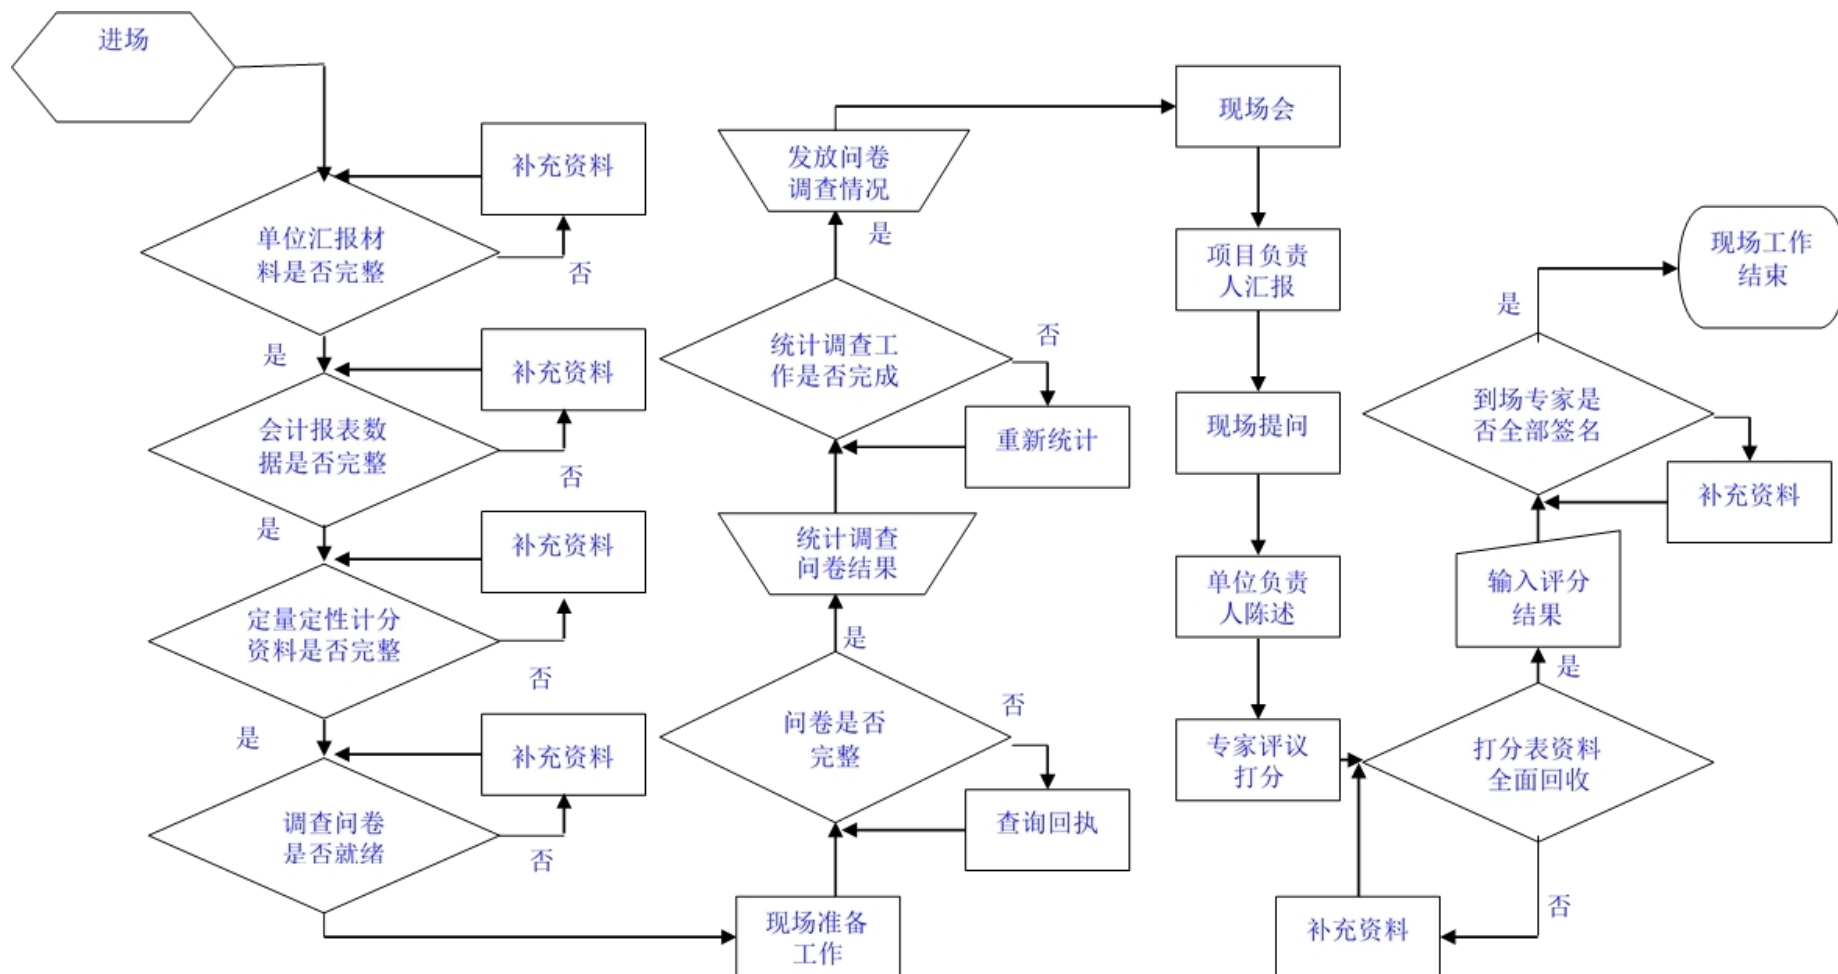 进场
补充资料
单位汇报材
料是否完整
否
是
补充资料
会计报表数
据是否完整
否
是
补充资料
定量定性计分
资料是否完整
否
是
补充资料
调查问卷
是否就绪
否
现场准备
工作
查询回执
问卷是否
完整
否
是
统计调查
问卷结果
重新统计
统计调查工
作是否完成
否
是
发放问卷
调查情况
现场会
项目负责
人汇报
现场提问
单位负责
人陈述
专家评议
打分
打分表资料
全面回收
否
补充资料
是
输入评分
结果
补充资料
到场专家是
否全部签名
是
现场工作
结束